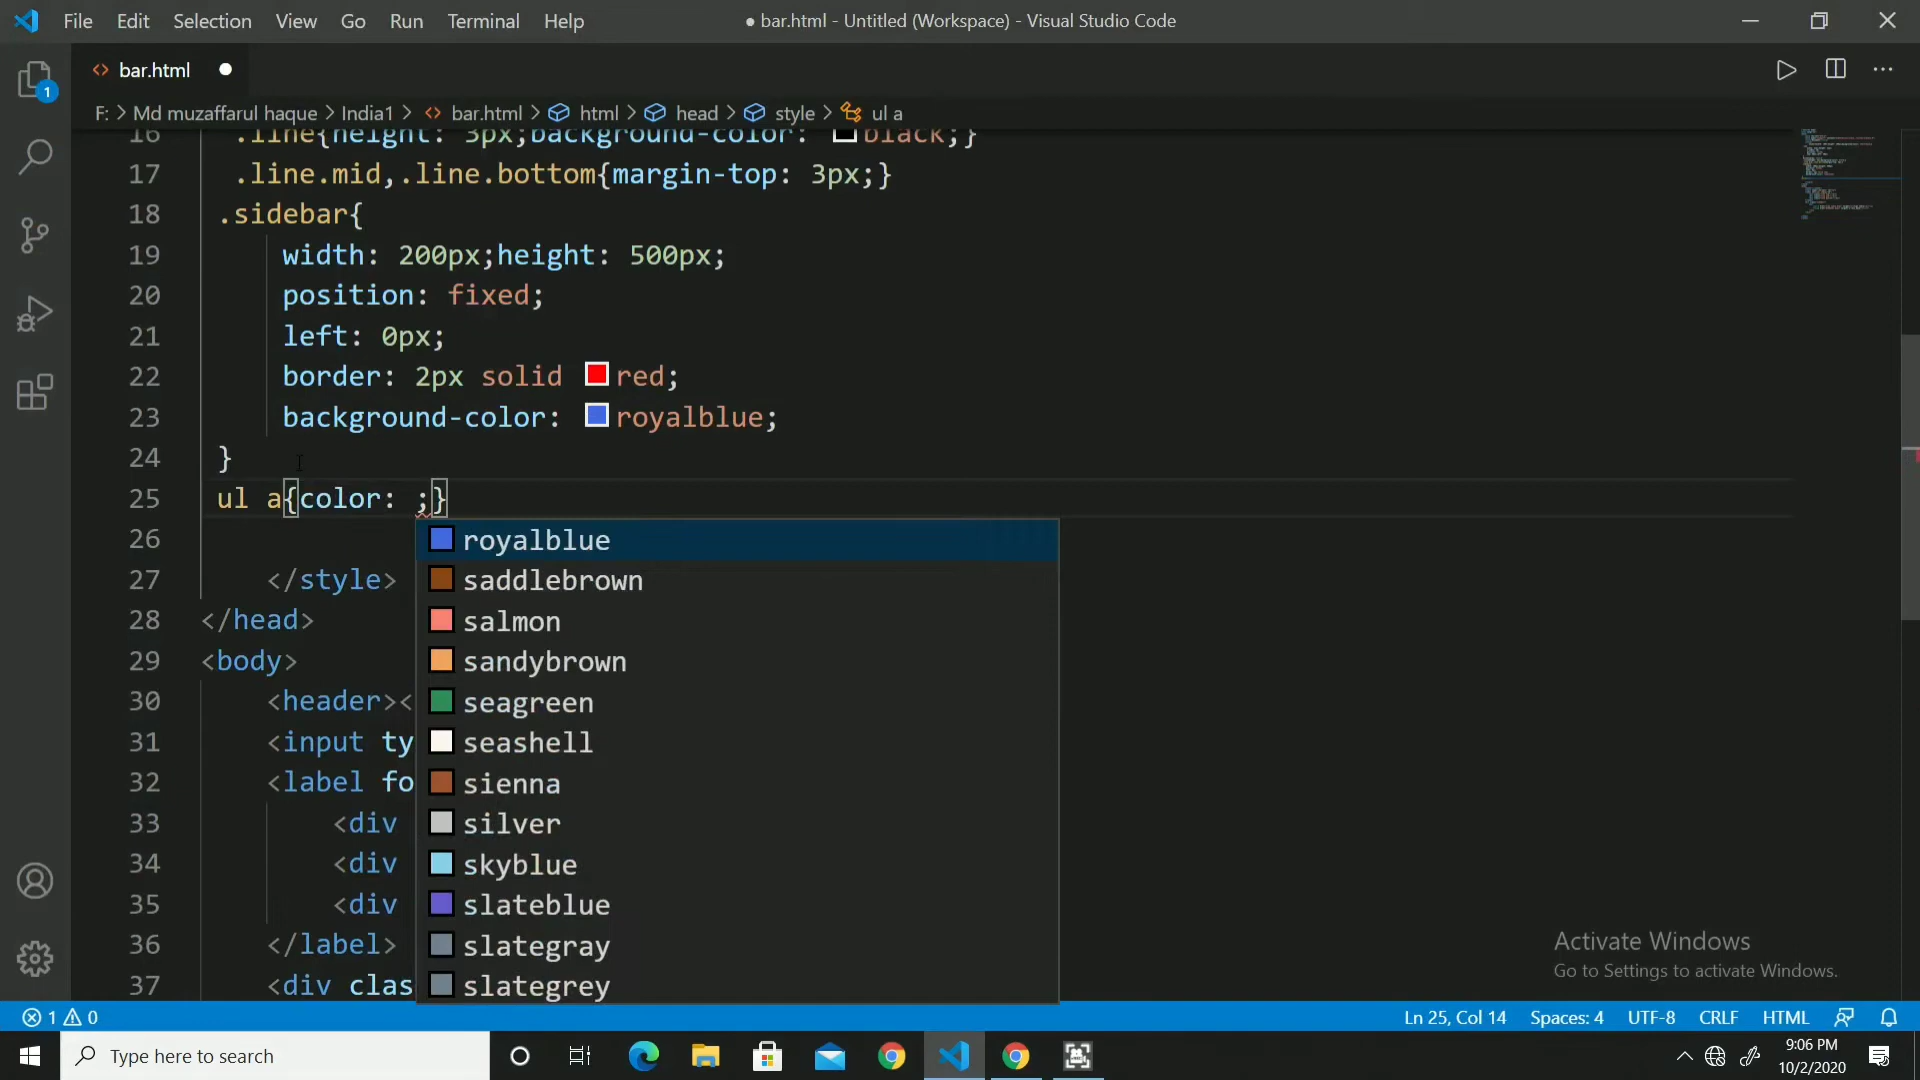 File Edit Selection View Go Run Terminal Help
● bar.html - Untitled (Workspace) - Visual Studio Code
1
<> bar.html ●
F: > Md muzaffarul haque > India1 > <> bar.html > html > head > style > ul a
16 .line{height: 3px;background-color: black;}
17 .line.mid,.line.bottom{margin-top: 3px;}
18 .sidebar{
19 width: 200px;height: 500px;
20 position: fixed;
21 left: 0px;
22 border: 2px solid red;
23 background-color: royalblue;
24 }
25 ul a{color: ;}
26
27 </style>
28 </head>
29 <body>
30 <header><
31 <input ty
32 <label fo
33 <div
34 <div
35 <div
36 </label>
37 <div clas
royalblue
saddlebrown
salmon
sandybrown
seagreen
seashell
sienna
silver
skyblue
slateblue
slategray
slategrey
Activate Windows
Go to Settings to activate Windows.
1 0
Ln 25, Col 14 Spaces: 4 UTF-8 CRLF HTML
Type here to search
9:06 PM
10/2/2020